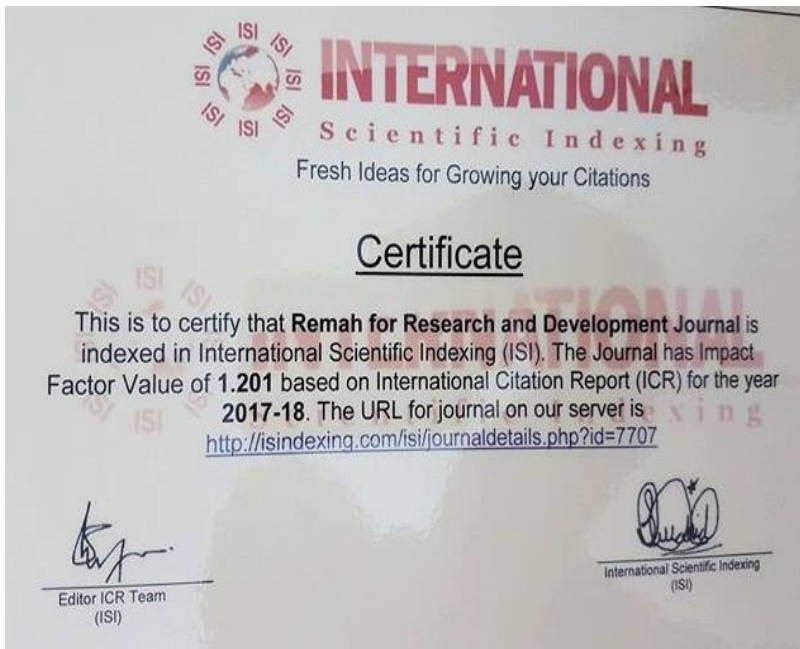 ISI ISI ISI ISI ISI ISI ISI ISI
INTERNATIONAL
Scientific Indexing
Fresh Ideas for Growing your Citations
Certificate
This is to certify that Remah for Research and Development Journal is
indexed in International Scientific Indexing (ISI). The Journal has Impact
Factor Value of 1.201 based on International Citation Report (ICR) for the year
2017-18. The URL for journal on our server is
http://isindexing.com/isi/journaldetails.php?id=7707
Editor ICR Team
(ISI)
International Scientific Indexing
(ISI)